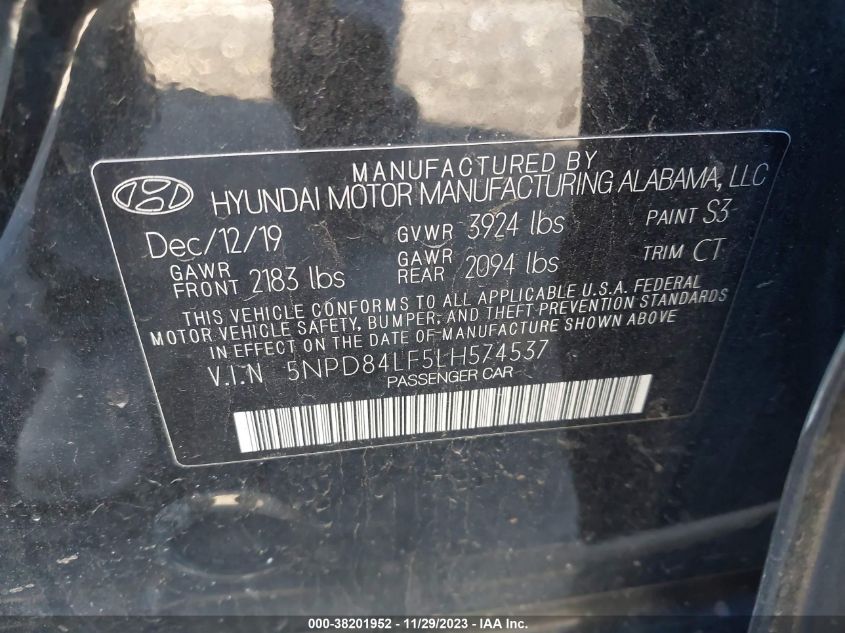 MANUFACTURED BY
HYUNDAI MOTOR MANUFACTURING ALABAMA, LLC
Dec/12/19 GVWR 3924 lbs PAINT S3
GAWR FRONT 2183 lbs GAWR REAR 2094 lbs TRIM CT
THIS VEHICLE CONFORMS TO ALL APPLICABLE U.S.A. FEDERAL
MOTOR VEHICLE SAFETY, BUMPER, AND THEFT PREVENTION STANDARDS
IN EFFECT ON THE DATE OF MANUFACTURE SHOWN ABOVE
V.I.N 5NPD84LF5LH574537
PASSENGER CAR
000-38201952 - 11/29/2023 - IAA Inc.